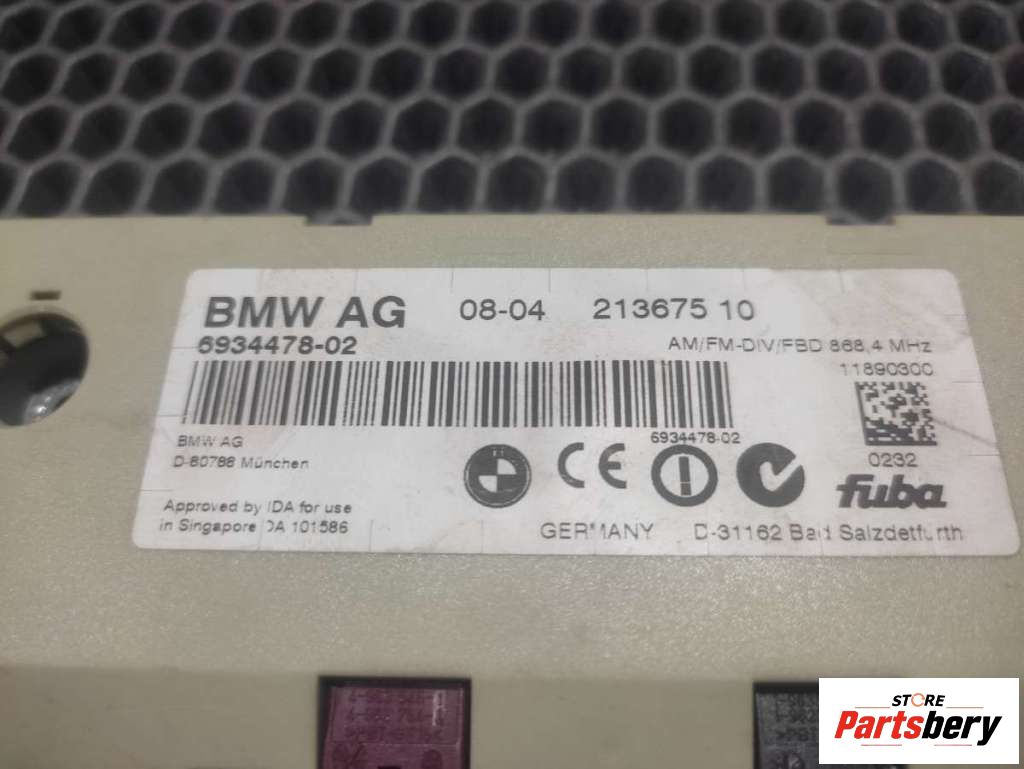 BMW AG 08-04 213675 10
6934478-02 AM/FM-DIV/FBD 868,4 MHz
11890300
6934478-02
BMW AG
D-80788 München
CE
0232
fuba
Approved by IDA for use
in Singapore DA 101586
GERMANY D-31162 Bad Salzdetfurth
STORE
Partsbery